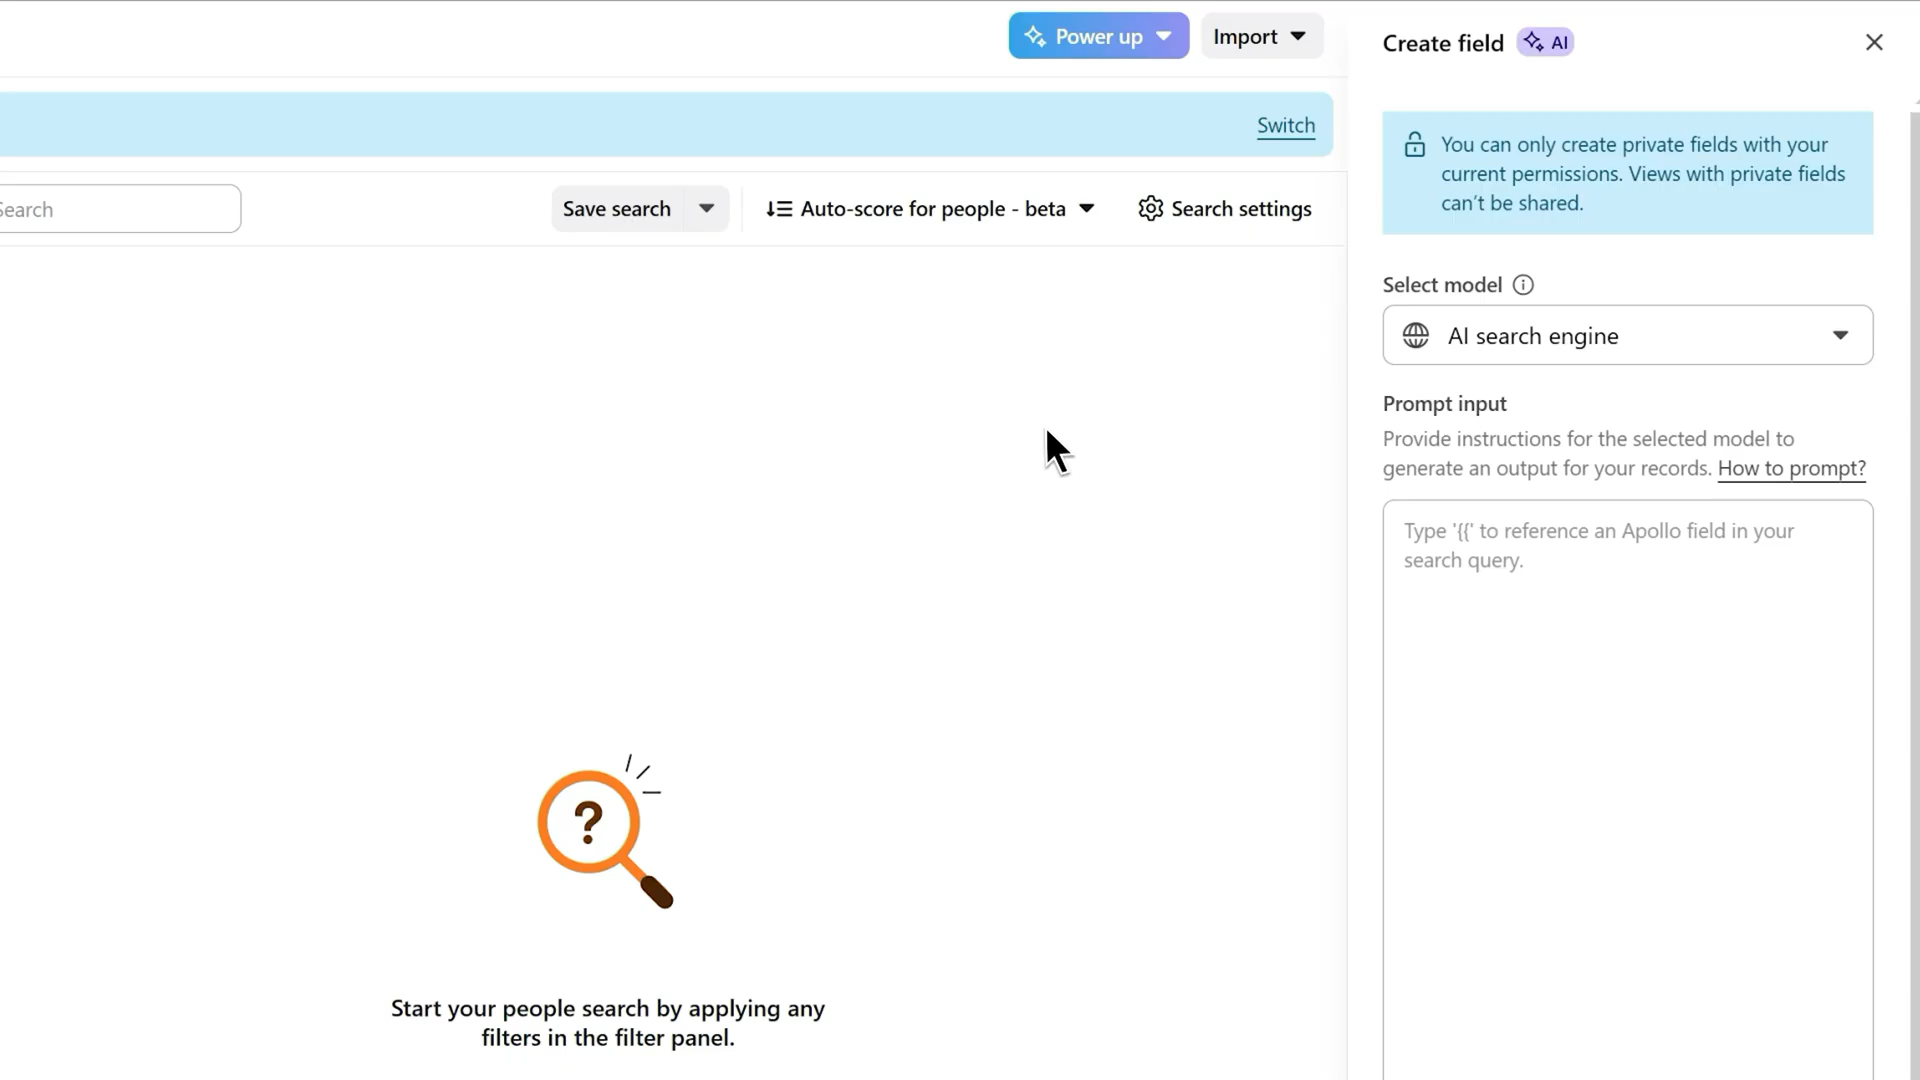 Power up
Import
Create field
AI
Switch
You can only create private fields with your
current permissions. Views with private fields
can't be shared.
Search
Save search
Auto-score for people - beta
Search settings
Select model
AI search engine
Prompt input
Provide instructions for the selected model to
generate an output for your records. How to prompt?
Type '{{' to reference an Apollo field in your
search query.
?
Start your people search by applying any
filters in the filter panel.